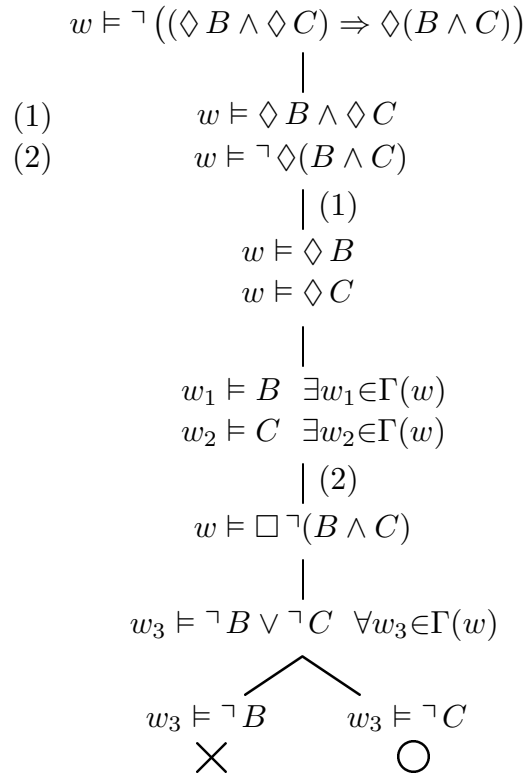 w ⊨ ¬((◇ B ∧ ◇ C) ⇒ ◇(B ∧ C))
(1) w ⊨ ◇ B ∧ ◇ C
(2) w ⊨ ¬ ◇(B ∧ C)
(1)
w ⊨ ◇ B
w ⊨ ◇ C
w₁ ⊨ B ∃w₁∈Γ(w)
w₂ ⊨ C ∃w₂∈Γ(w)
(2)
w ⊨ □ ¬(B ∧ C)
w₃ ⊨ ¬B ∨ ¬C ∀w₃∈Γ(w)
w₃ ⊨ ¬B w₃ ⊨ ¬C